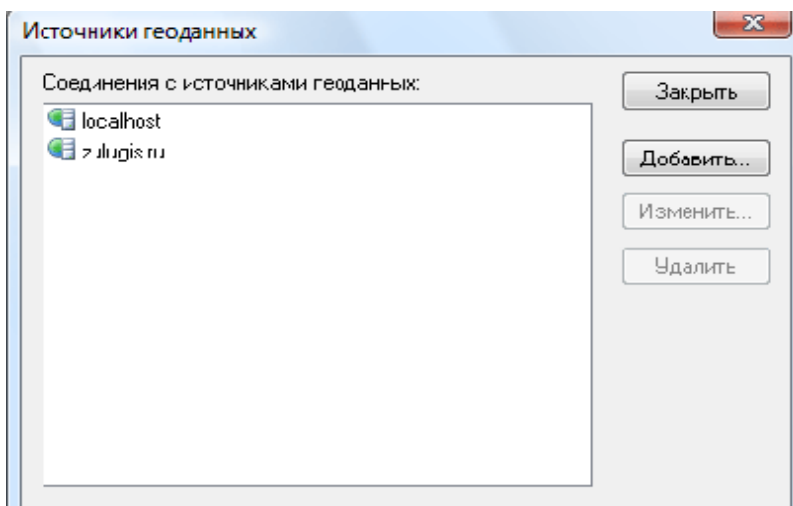 Источники геоданных
Соединения с источниками геоданных:
localhost
zulugis.ru
Закрыть
Добавить...
Изменить...
Удалить